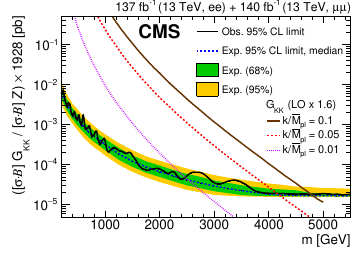 137 fb⁻¹ (13 TeV, ee) + 140 fb⁻¹ (13 TeV, μμ)
CMS
Obs. 95% CL limit
Exp. 95% CL limit, median
Exp. (68%)
Exp. (95%)
G_KK (LO x 1.6)
k/M̅_pl = 0.1
k/M̅_pl = 0.05
k/M̅_pl = 0.01
([σB] G_KK / [σB] Z) × 1928 [pb]
10⁻¹
10⁻²
10⁻³
10⁻⁴
10⁻⁵
1000 2000 3000 4000 5000
m [GeV]